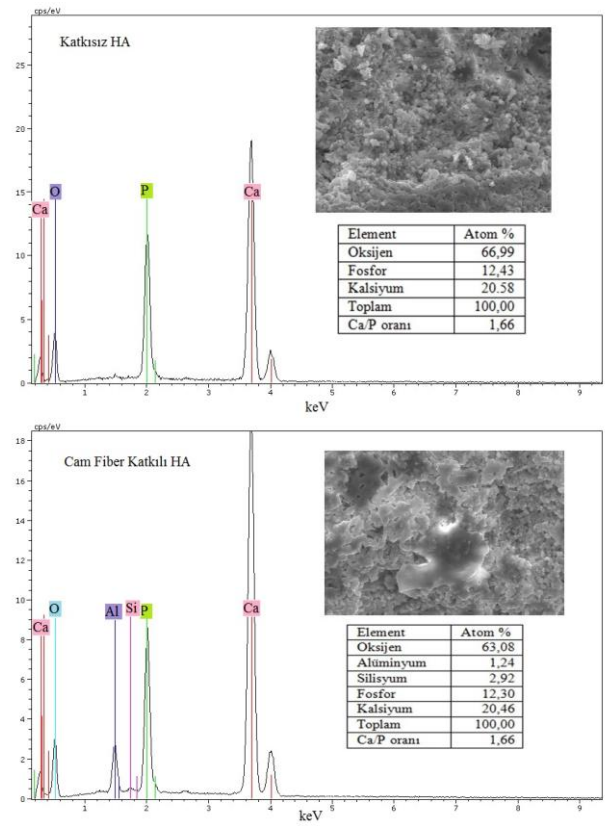 cps/eV
Katkısız HA
25
20
15
10
5
0
Ca
O
P
Ca
Element Atom %
Oksijen 66,99
Fosfor 12,43
Kalsiyum 20.58
Toplam 100,00
Ca/P oranı 1,66
1 2 3 4 5 6 7 8 9
keV
cps/eV
Cam Fiber Katkılı HA
18
16
14
12
10
8
6
4
2
0
Ca
O
Al
Si
P
Ca
Element Atom %
Oksijen 63,08
Alüminyum 1,24
Silisyum 2,92
Fosfor 12,30
Kalsiyum 20,46
Toplam 100,00
Ca/P oranı 1,66
1 2 3 4 5 6 7 8 9
keV